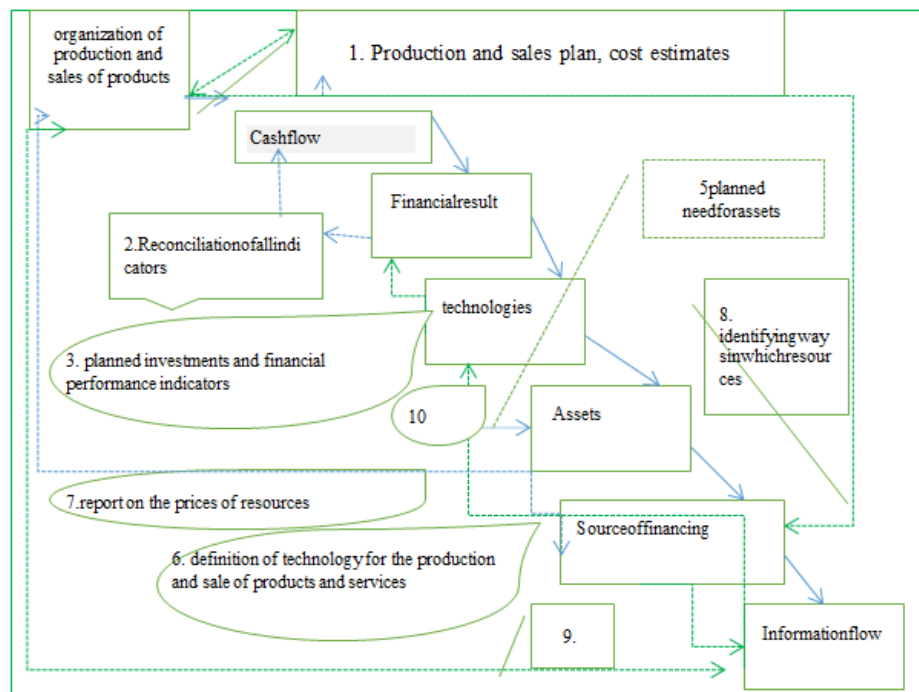 organization of
production and
sales of products
1. Production and sales plan, cost estimates
Cashflow
Financialresult
5planned
needforassets
2.Reconciliationofallindi
cators
technologies
8.
identifyingway
sinwhichresour
ces
3. planned investments and financial
performance indicators
10
Assets
7.report on the prices of resources
Sourceoffinancing
6. definition of technology for the production
and sale of products and services
9.
Informationflow